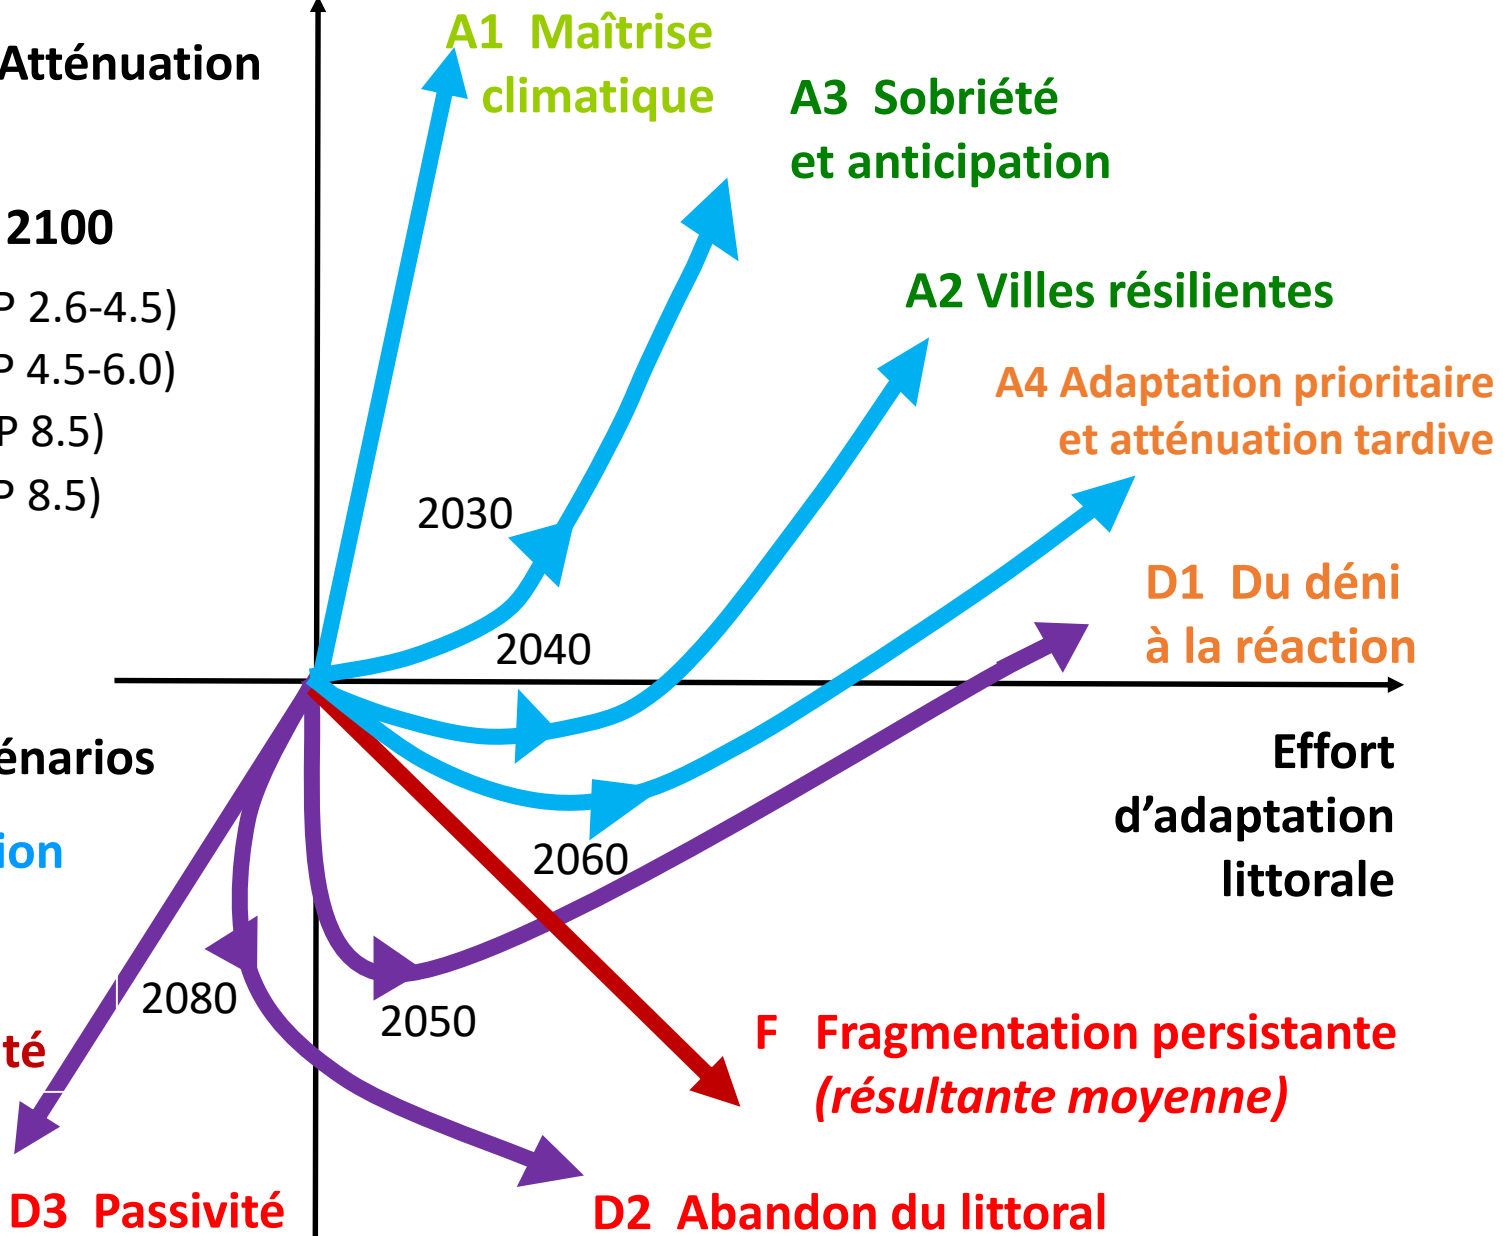 A1 Maîtrise
climatique
Atténuation
A3 Sobriété
et anticipation
2100
P 2.6-4.5)
P 4.5-6.0)
P 8.5)
P 8.5)
A2 Villes résilientes
A4 Adaptation prioritaire
et atténuation tardive
2030
D1 Du déni
à la réaction
2040
énarios
Effort
d’adaptation
littorale
ion
2060
2080
2050
té
F Fragmentation persistante
(résultante moyenne)
D3 Passivité
D2 Abandon du littoral